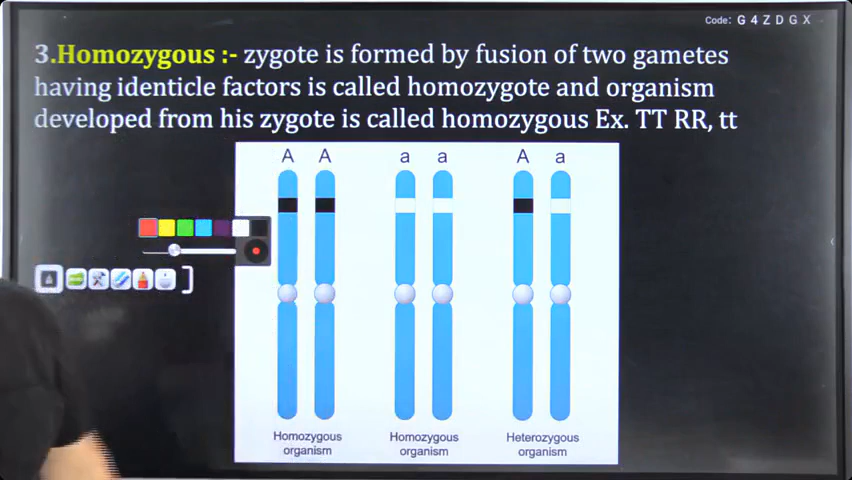 Code: G 4 Z D G X
3.Homozygous :- zygote is formed by fusion of two gametes
having identicle factors is called homozygote and organism
developed from his zygote is called homozygous Ex. TT RR, tt
A A a a A a
Homozygous organism
Homozygous organism
Heterozygous organism